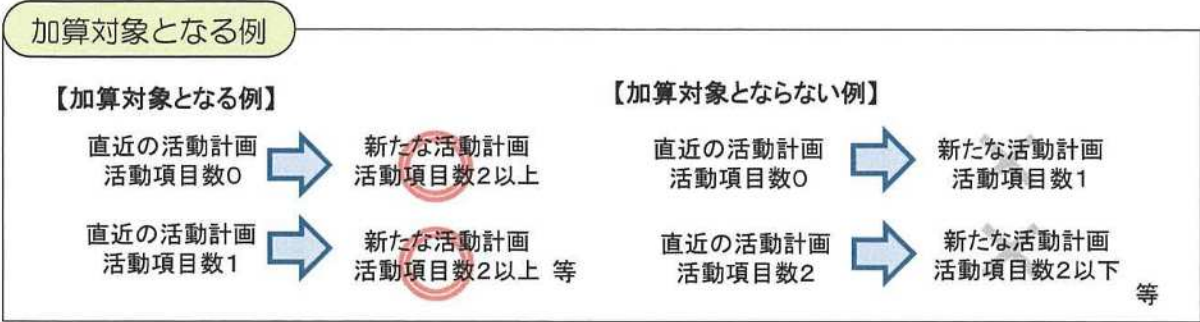 加算対象となる例
【加算対象となる例】
直近の活動計画
活動項目数0
新たな活動計画
活動項目数2以上
直近の活動計画
活動項目数1
新たな活動計画
活動項目数2以上 等
【加算対象とならない例】
直近の活動計画
活動項目数0
新たな活動計画
活動項目数1
直近の活動計画
活動項目数2
新たな活動計画
活動項目数2以下
等